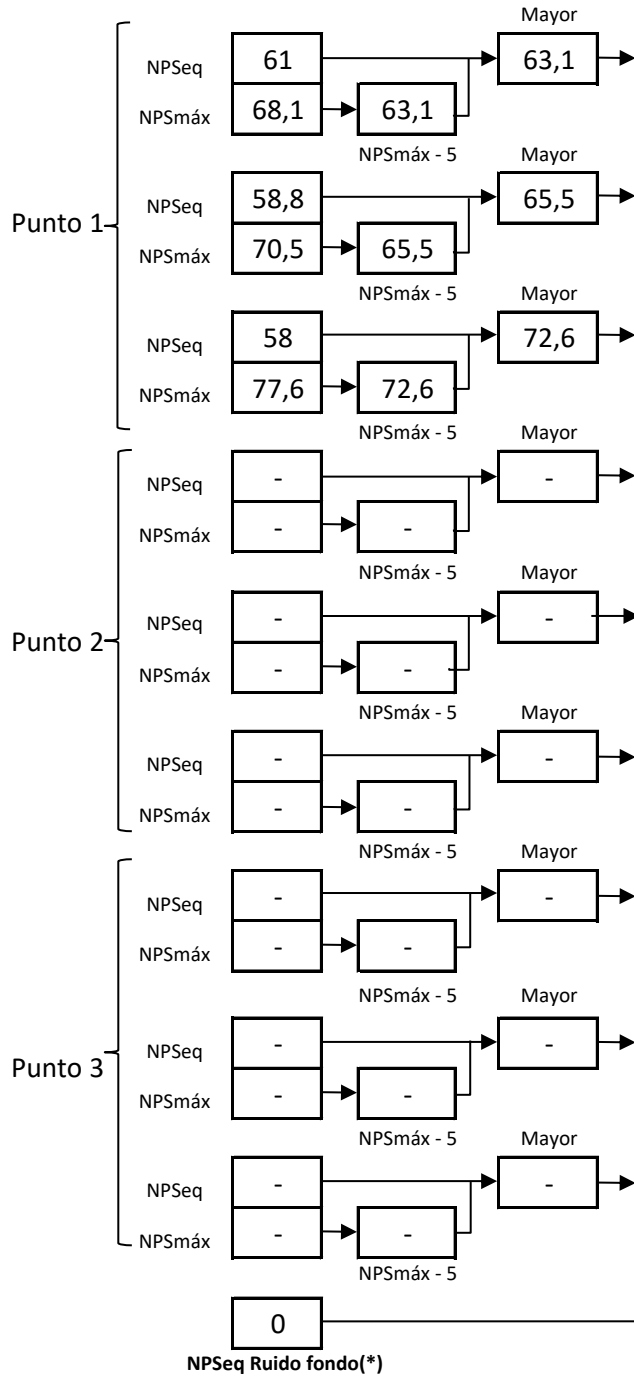 Mayor
NPSeq 61 63,1
NPSmáx 68,1 63,1
NPSmáx - 5 Mayor
Punto 1
NPSeq 58,8 65,5
NPSmáx 70,5 65,5
NPSmáx - 5 Mayor
NPSeq 58 72,6
NPSmáx 77,6 72,6
NPSmáx - 5 Mayor
NPSeq - -
NPSmáx - -
NPSmáx - 5 Mayor
Punto 2
NPSeq - -
NPSmáx - -
NPSmáx - 5 Mayor
NPSeq - -
NPSmáx - -
NPSmáx - 5 Mayor
NPSeq - -
NPSmáx - -
NPSmáx - 5 Mayor
Punto 3
NPSeq - -
NPSmáx - -
NPSmáx - 5 Mayor
NPSeq - -
NPSmáx - -
NPSmáx - 5
0
NPSeq Ruido fondo(*)